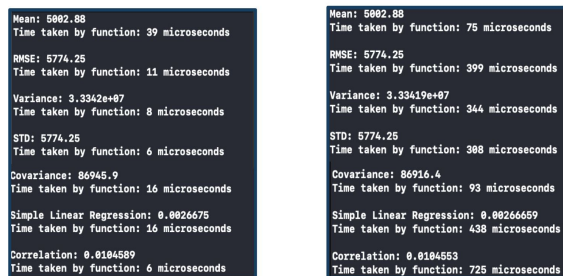 Mean: 5002.88
Time taken by function: 39 microseconds
RMSE: 5774.25
Time taken by function: 11 microseconds
Variance: 3.3342e+07
Time taken by function: 8 microseconds
STD: 5774.25
Time taken by function: 6 microseconds
Covariance: 86945.9
Time taken by function: 16 microseconds
Simple Linear Regression: 0.0026675
Time taken by function: 16 microseconds
Correlation: 0.0104589
Time taken by function: 6 microseconds
Mean: 5002.88
Time taken by function: 75 microseconds
RMSE: 5774.25
Time taken by function: 399 microseconds
Variance: 3.33419e+07
Time taken by function: 344 microseconds
STD: 5774.25
Time taken by function: 308 microseconds
Covariance: 86916.4
Time taken by function: 93 microseconds
Simple Linear Regression: 0.00266659
Time taken by function: 438 microseconds
Correlation: 0.0104553
Time taken by function: 725 microseconds